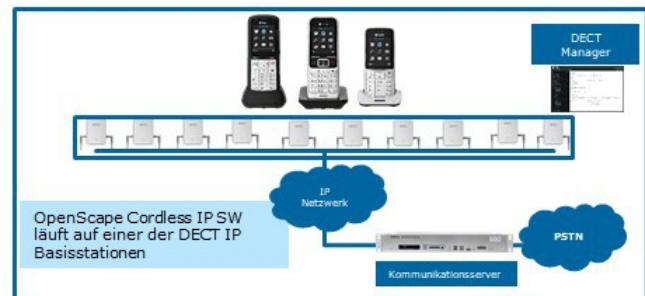 DECT
Manager
IP
Netzwerk
OpenScape Cordless IP SW
läuft auf einer der DECT IP
Basisstationen
PSTN
Kommunikationsserver